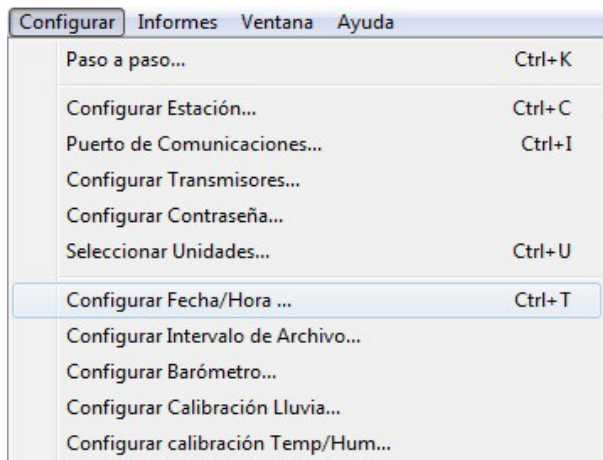 Configurar Informes Ventana Ayuda
Paso a paso... Ctrl+K
Configurar Estación... Ctrl+C
Puerto de Comunicaciones... Ctrl+I
Configurar Transmisores...
Configurar Contraseña...
Seleccionar Unidades... Ctrl+U
Configurar Fecha/Hora ... Ctrl+T
Configurar Intervalo de Archivo...
Configurar Barómetro...
Configurar Calibración Lluvia...
Configurar calibración Temp/Hum...